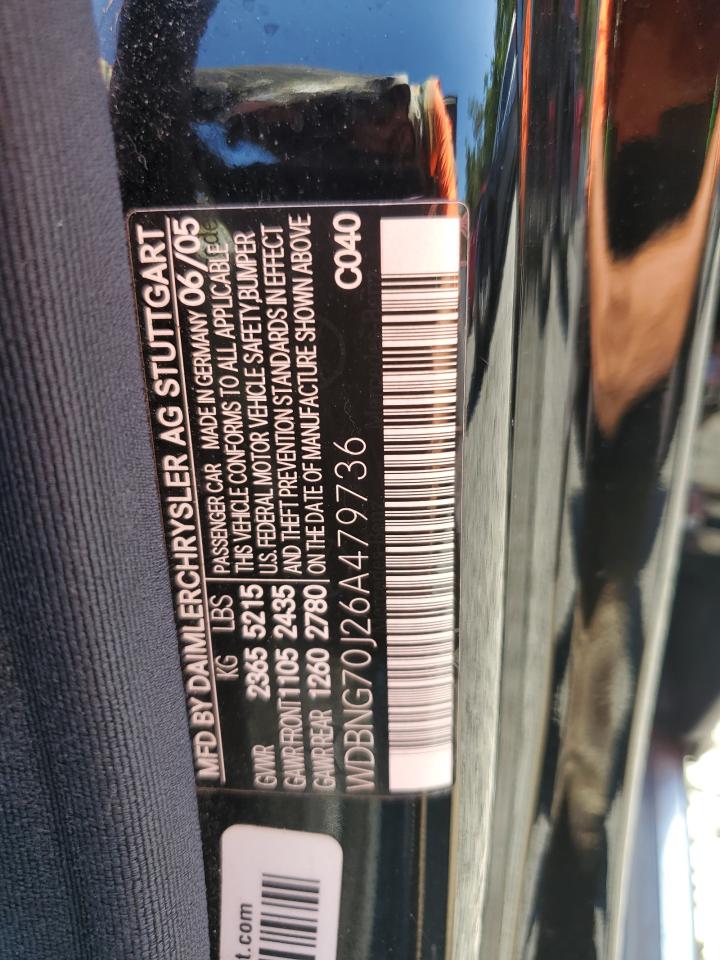 MFD BY DAIMLERCHRYSLER AG STUTTGART
KG LBS PASSENGER CAR MADE IN GERMANY 06/05
THIS VEHICLE CONFORMS TO ALL APPLICABLE
GVWR 2365 5215 U.S. FEDERAL MOTOR VEHICLE SAFETY,BUMPER
GAWR FRONT 1105 2435 AND THEFT PREVENTION STANDARDS IN EFFECT
GAWR REAR 1260 2780 ON THE DATE OF MANUFACTURE SHOWN ABOVE
WDBNG70J26A479736 C040
t.com